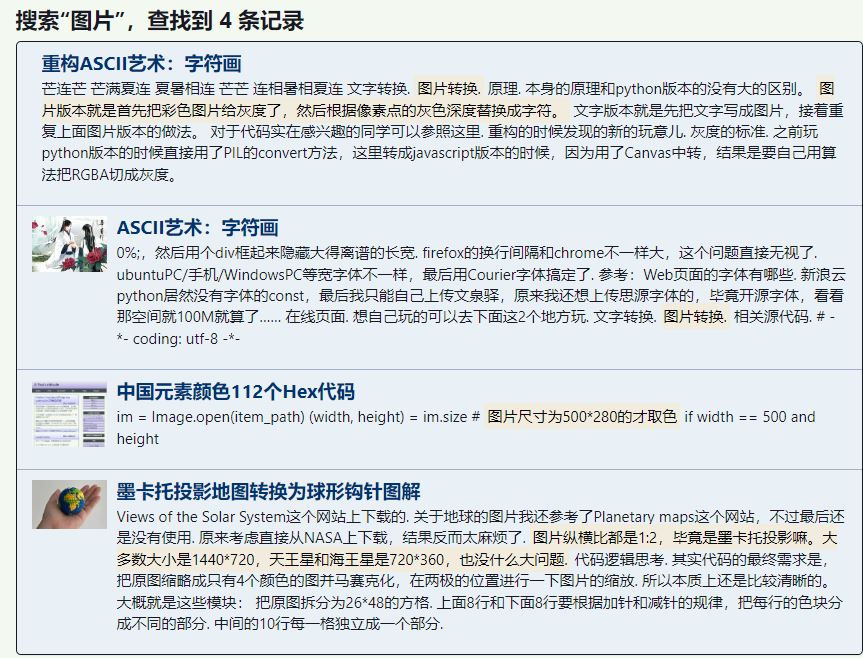 搜索“图片”，查找到 4 条记录
重构ASCII艺术：字符画
芒连芒 芒满夏连 夏暑相连 芒芒 连相暑相夏连 文字转换. 图片转换. 原理. 本身的原理和python版本的没有大的区别。 图
片版本就是首先把彩色图片给灰度了，然后根据像素点的灰色深度替换成字符。 文字版本就是先把文字写成图片，接着重
复上面图片版本的做法。 对于代码实在感兴趣的同学可以参照这里. 重构的时候发现的新的玩意儿. 灰度的标准. 之前玩
python版本的时候直接用了PIL的convert方法，这里转成javascript版本的时候，因为用了Canvas中转，结果是要自己用算
法把RGBA切成灰度。
ASCII艺术：字符画
0%;，然后用个div框起来隐藏大得离谱的长宽. firefox的换行间隔和chrome不一样大，这个问题直接无视了.
ubuntuPC/手机/WindowsPC等宽字体不一样，最后用Courier字体搞定了. 参考：Web页面的字体有哪些. 新浪云
python居然没有字体的const，最后我只能自己上传文泉驿，原来我还想上传思源字体的，毕竟开源字体，看看
那空间就100M就算了…… 在线页面. 想自己玩的可以去下面这2个地方玩. 文字转换. 图片转换. 相关源代码. # -
*- coding: utf-8 -*-
中国元素颜色112个Hex代码
im = Image.open(item_path) (width, height) = im.size # 图片尺寸为500*280的才取色 if width == 500 and
height
墨卡托投影地图转换为球形钩针图解
Views of the Solar System这个网站上下载的. 关于地球的图片我还参考了Planetary maps这个网站，不过最后还
是没有使用. 原来考虑直接从NASA上下载，结果反而太麻烦了. 图片纵横比都是1:2，毕竟是墨卡托投影嘛。大
多数大小是1440*720，天王星和海王星是720*360，也没什么大问题. 代码逻辑思考. 其实代码的最终需求是，
把原图缩略成只有4个颜色的图并马赛克化，在两极的位置进行一下图片的缩放. 所以本质上还是比较清晰的。
大概就是这些模块： 把原图拆分为26*48的方格. 上面8行和下面8行要根据加针和减针的规律，把每行的色块分
成不同的部分. 中间的10行每一格独立成一个部分.